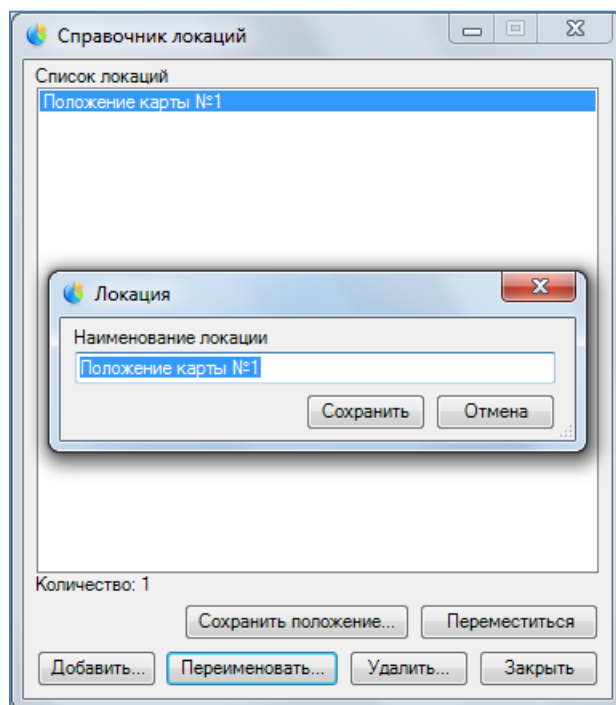 Справочник локаций
Список локаций
Положение карты №1
Локация
Наименование локации
Положение карты №1
Сохранить Отмена
Количество: 1
Сохранить положение... Переместиться
Добавить... Переименовать... Удалить... Закрыть